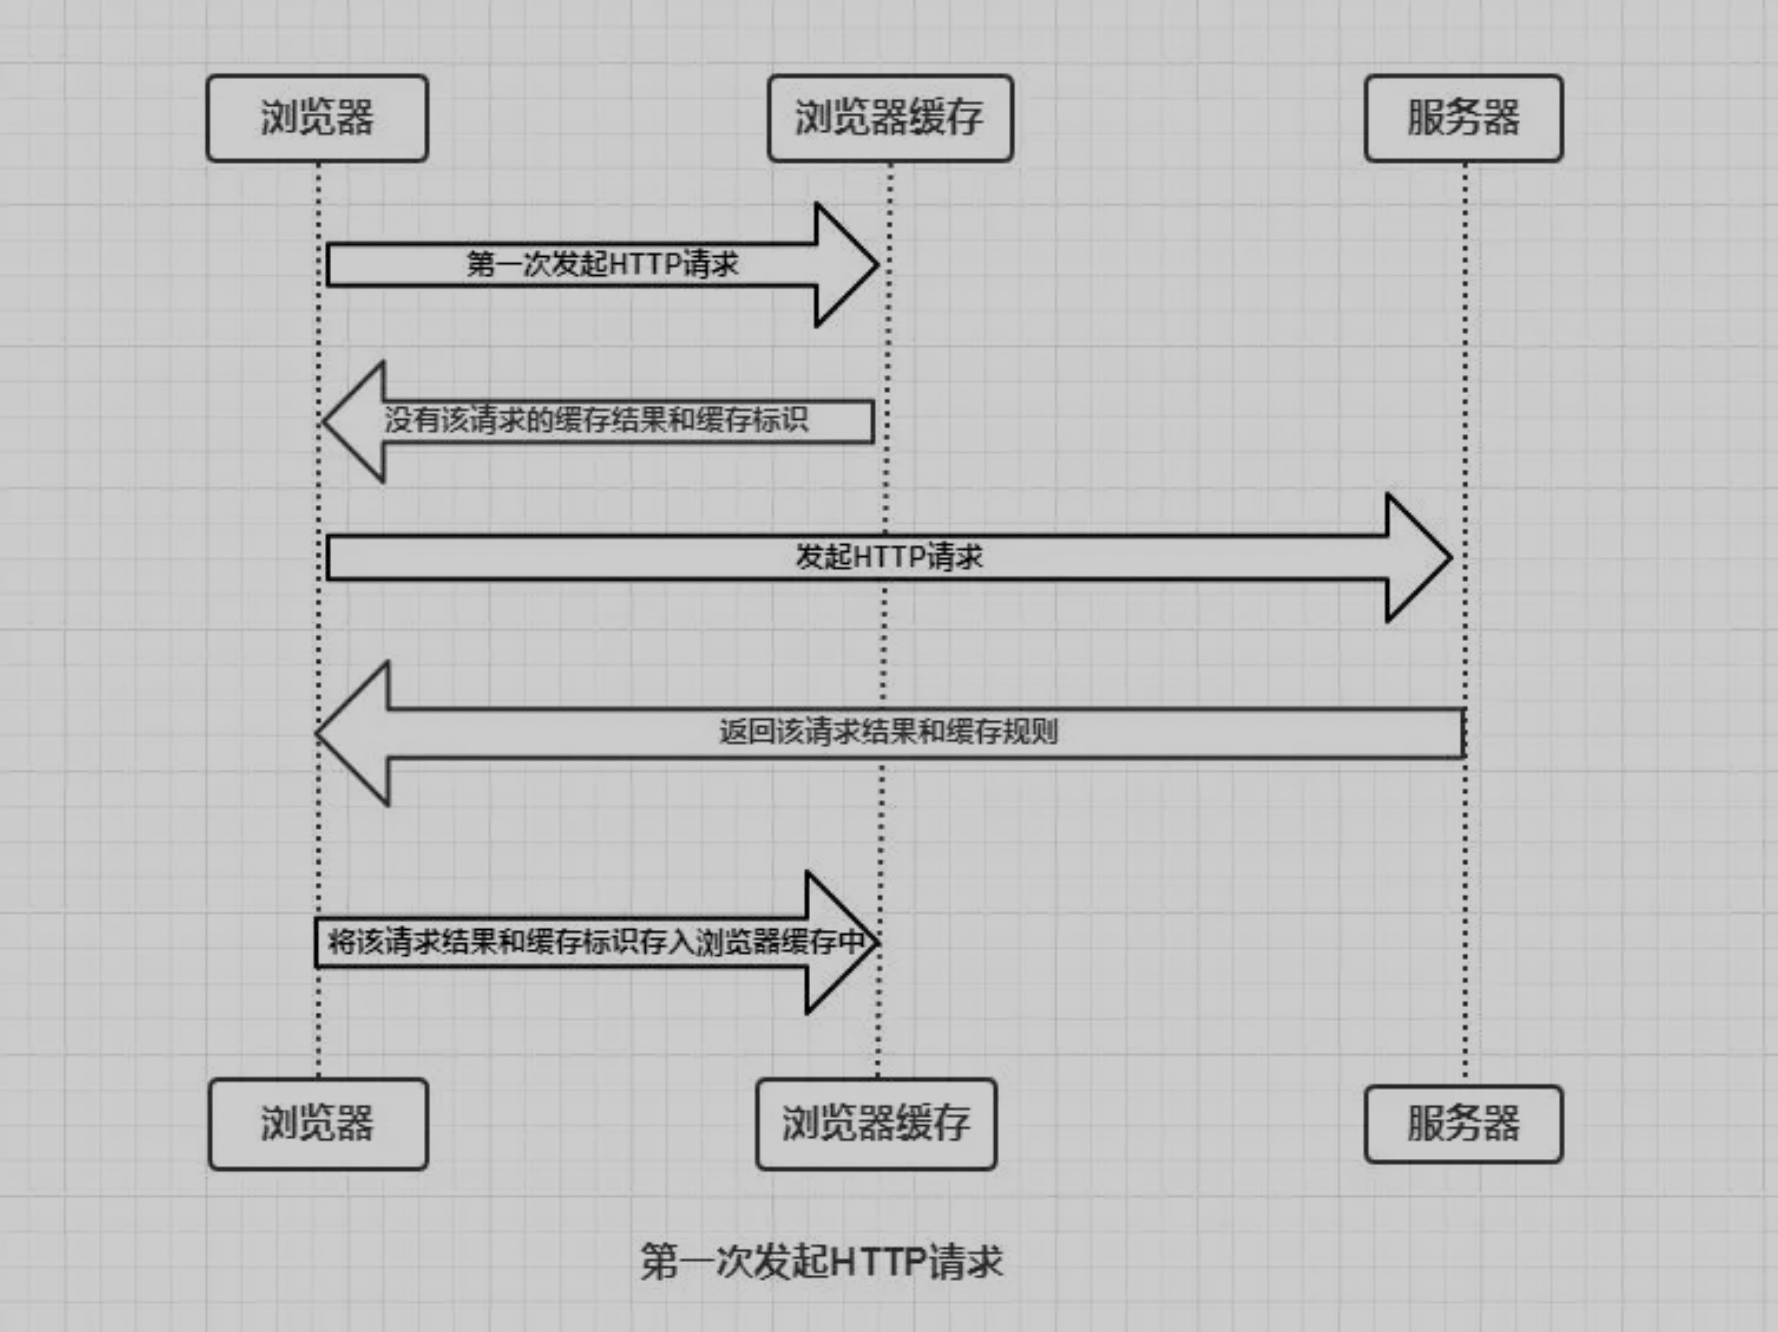 浏览器
浏览器缓存
服务器
第一次发起HTTP请求
没有该请求的缓存结果和缓存标识
发起HTTP请求
返回该请求结果和缓存规则
将该请求结果和缓存标识存入浏览器缓存中
浏览器
浏览器缓存
服务器
第一次发起HTTP请求